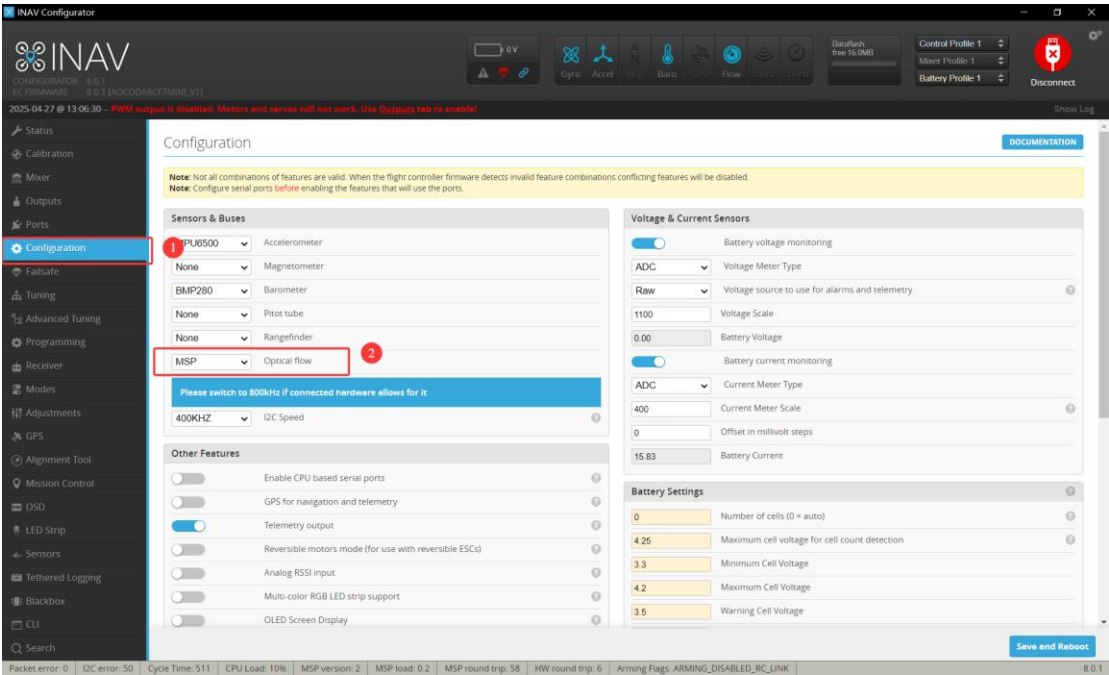 INAV Configurator
INAV
CONFIGURATOR 8.0.1
FC FIRMWARE 8.0.1 [AOCODARCF7MINI_V1]
0 V
Gyro Accel Mag Baro GPS Flow Sonar Speed
Dataflash:
free 16.0MB
Control Profile 1
Mixer Profile 1
Battery Profile 1
Disconnect
2025-04-27 @ 13:06:30 -- PWM output is disabled. Motors and servos will not work. Use Outputs tab to enable!
Show Log
Status
Calibration
Mixer
Outputs
Ports
Configuration
Failsafe
Tuning
Advanced Tuning
Programming
Receiver
Modes
Adjustments
GPS
Alignment Tool
Mission Control
OSD
LED Strip
Sensors
Tethered Logging
Blackbox
CLI
Search
1
Configuration
DOCUMENTATION
Note: Not all combinations of features are valid. When the flight controller firmware detects invalid feature combinations conflicting features will be disabled.
Note: Configure serial ports before enabling the features that will use the ports.
Sensors & Buses
MPU6500 Accelerometer
None Magnetometer
BMP280 Barometer
None Pitot tube
None Rangefinder
MSP Optical flow
2
Please switch to 800kHz if connected hardware allows for it
400KHZ I2C Speed
Other Features
Enable CPU based serial ports
GPS for navigation and telemetry
Telemetry output
Reversible motors mode (for use with reversible ESCs)
Analog RSSI input
Multi-color RGB LED strip support
OLED Screen Display
Voltage & Current Sensors
Battery voltage monitoring
ADC Voltage Meter Type
Raw Voltage source to use for alarms and telemetry
1100 Voltage Scale
0.00 Battery Voltage
Battery current monitoring
ADC Current Meter Type
400 Current Meter Scale
0 Offset in millivolt steps
15.83 Battery Current
Battery Settings
0 Number of cells (0 = auto)
4.25 Maximum cell voltage for cell count detection
3.3 Minimum Cell Voltage
4.2 Maximum Cell Voltage
3.5 Warning Cell Voltage
Save and Reboot
Packet error: 0 I2C error: 50 Cycle Time: 511 CPU Load: 10% MSP version: 2 MSP load: 0.2 MSP round trip: 58 HW round trip: 6 Arming Flags: ARMING_DISABLED_RC_LINK 8.0.1